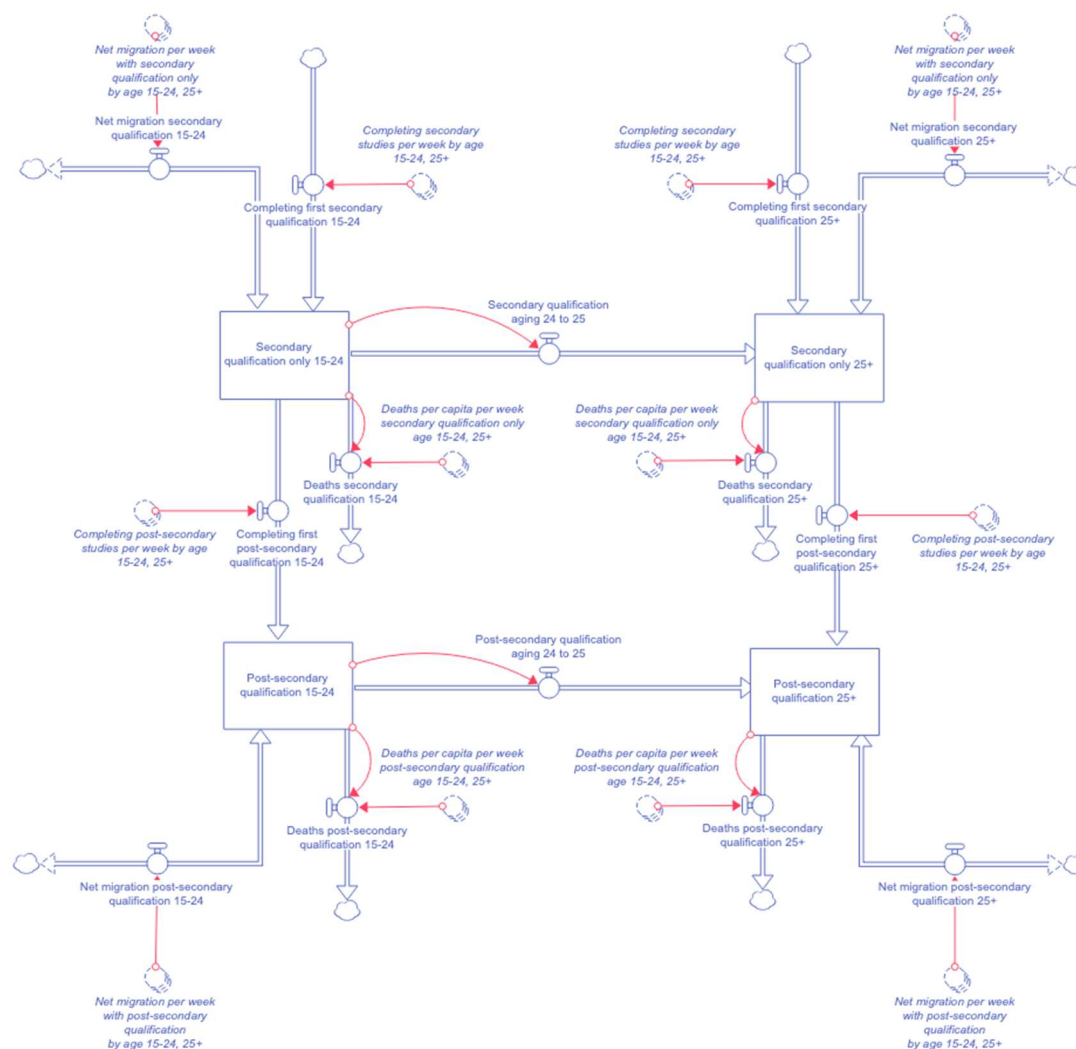 Net migration per week
with secondary
qualification only
by age 15-24, 25+
Net migration secondary
qualification 15-24
Completing secondary
studies per week by age
15-24, 25+
Completing first secondary
qualification 15-24
Completing secondary
studies per week by age
15-24, 25+
Completing first secondary
qualification
25+
Net migration per week
with secondary
qualification only
by age 15-24, 25+
Net migration secondary
qualification
25+
Secondary
qualification only 15-24
Secondary qualification
aging 24 to 25
Secondary
qualification only 25+
Deaths per capita per week
secondary qualification only
age 15-24, 25+
Deaths secondary
qualification 15-24
Deaths per capita per week
secondary qualification only
age 15-24, 25+
Deaths secondary
qualification 25+
Completing post-secondary
studies per week by age
15-24, 25+
Completing first
post-secondary
qualification 15-24
Completing first
post-secondary
qualification
25+
Completing post-secondary
studies per week by age
15-24, 25+
Post-secondary
qualification 15-24
Post-secondary qualification
aging 24 to 25
Post-secondary
qualification
25+
Deaths per capita per week
post-secondary qualification
age 15-24, 25+
Deaths post-secondary
qualification 15-24
Deaths per capita per week
post-secondary qualification
age 15-24, 25+
Deaths post-secondary
qualification
25+
Net migration post-secondary
qualification 15-24
Net migration per week
with post-secondary
qualification
by age 15-24, 25+
Net migration post-secondary
qualification 25+
Net migration per week
with post-secondary
qualification
by age 15-24, 25+